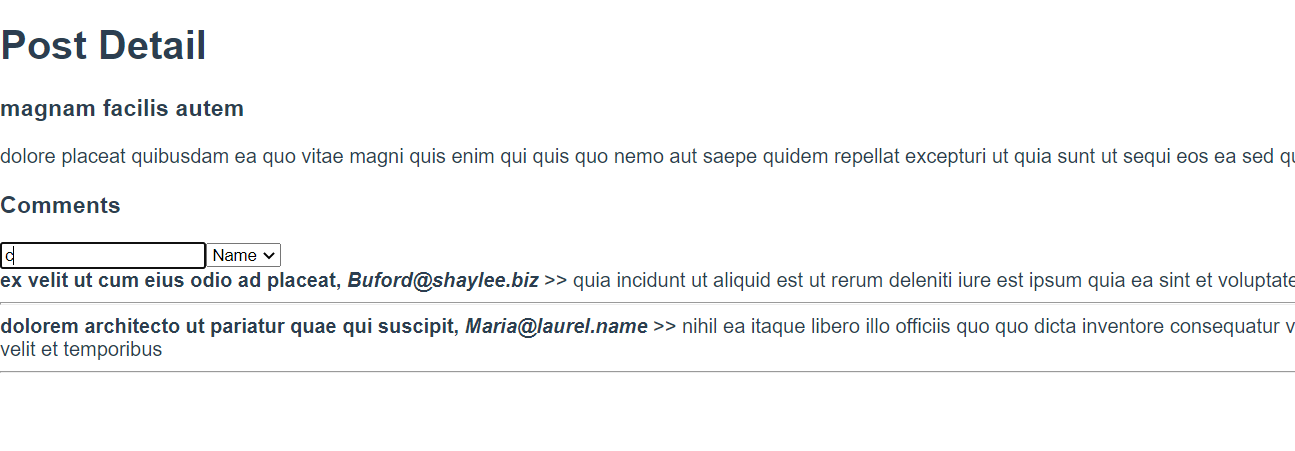 Post Detail
magnam facilis autem
dolore placeat quibusdam ea quo vitae magni quis enim qui quis quo nemo aut saepe quidem repellat excepturi ut quia sunt ut sequi eos ea sed
Comments
c Name
ex velit ut cum eius odio ad placeat, Buford@shaylee.biz >> quia incidunt ut aliquid est ut rerum deleniti iure est ipsum quia ea sint et voluptate
dolorem architecto ut pariatur quae qui suscipit, Maria@laurel.name >> nihil ea itaque libero illo officiis quo quo dicta inventore consequatur
velit et temporibus